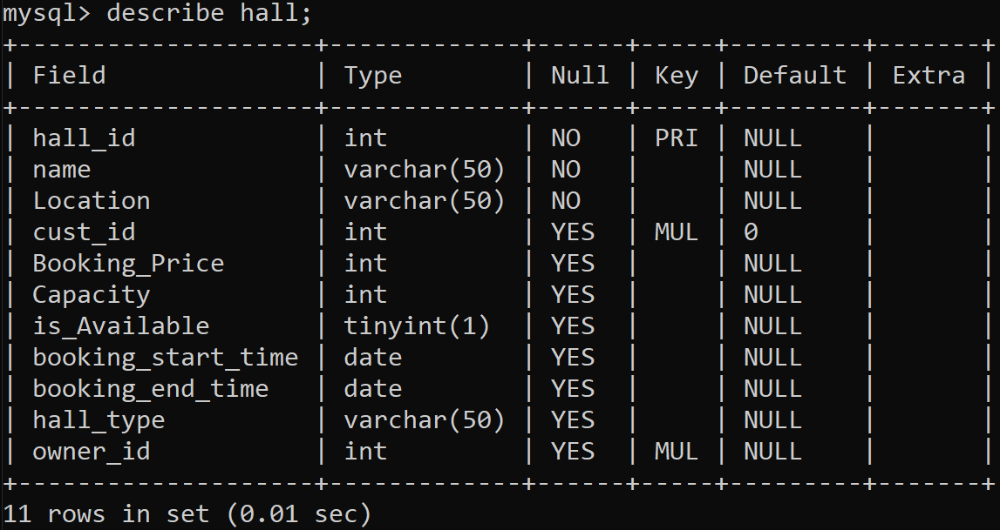 mysql> describe hall;
+--------------------+-------------+------+-----+---------+-------+
| Field              | Type        | Null | Key | Default | Extra |
+--------------------+-------------+------+-----+---------+-------+
| hall_id            | int         | NO   | PRI | NULL    |       |
| name               | varchar(50) | NO   |     | NULL    |       |
| Location           | varchar(50) | NO   |     | NULL    |       |
| cust_id            | int         | YES  | MUL | 0       |       |
| Booking_Price      | int         | YES  |     | NULL    |       |
| Capacity           | int         | YES  |     | NULL    |       |
| is_Available       | tinyint(1)  | YES  |     | NULL    |       |
| booking_start_time | date        | YES  |     | NULL    |       |
| booking_end_time   | date        | YES  |     | NULL    |       |
| hall_type          | varchar(50) | YES  |     | NULL    |       |
| owner_id           | int         | YES  | MUL | NULL    |       |
+--------------------+-------------+------+-----+---------+-------+
11 rows in set (0.01 sec)